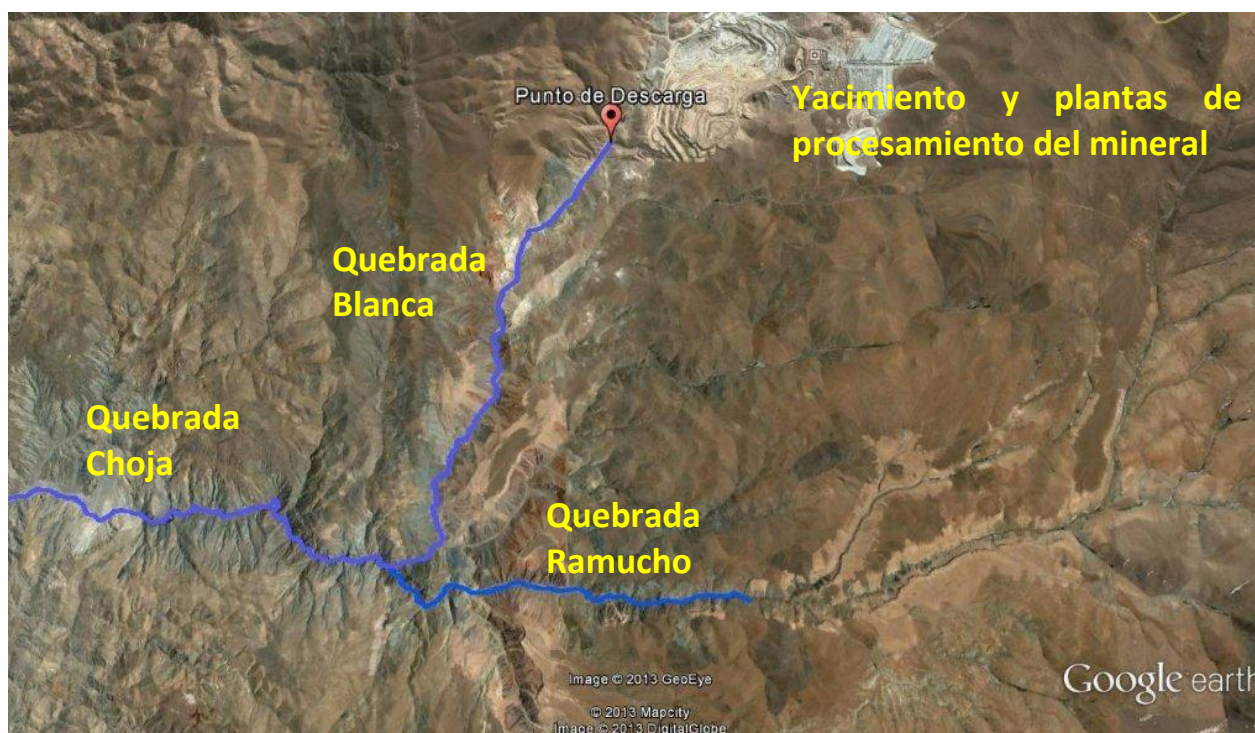 Punto de Descarga
Yacimiento y plantas de
procesamiento del mineral
Quebrada
Blanca
Quebrada
Choja
Quebrada
Ramucho
Image © 2013 GeoEye
© 2013 Mapcity
Image © 2013 DigitalGlobe
Google earth